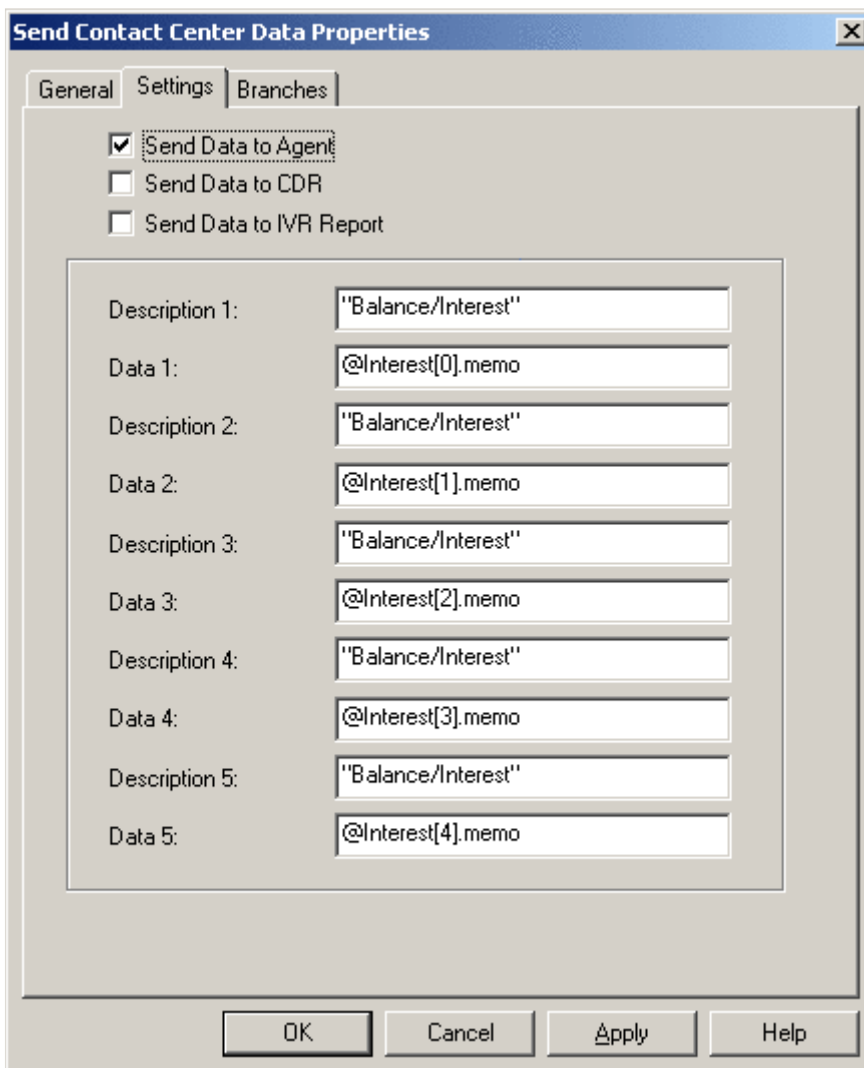 Send Contact Center Data Properties
General Settings Branches
Send Data to Agent
Send Data to CDR
Send Data to IVR Report
Description 1: "Balance/Interest"
Data 1: @Interest[0].memo
Description 2: "Balance/Interest"
Data 2: @Interest[1].memo
Description 3: "Balance/Interest"
Data 3: @Interest[2].memo
Description 4: "Balance/Interest"
Data 4: @Interest[3].memo
Description 5: "Balance/Interest"
Data 5: @Interest[4].memo
OK Cancel Apply Help